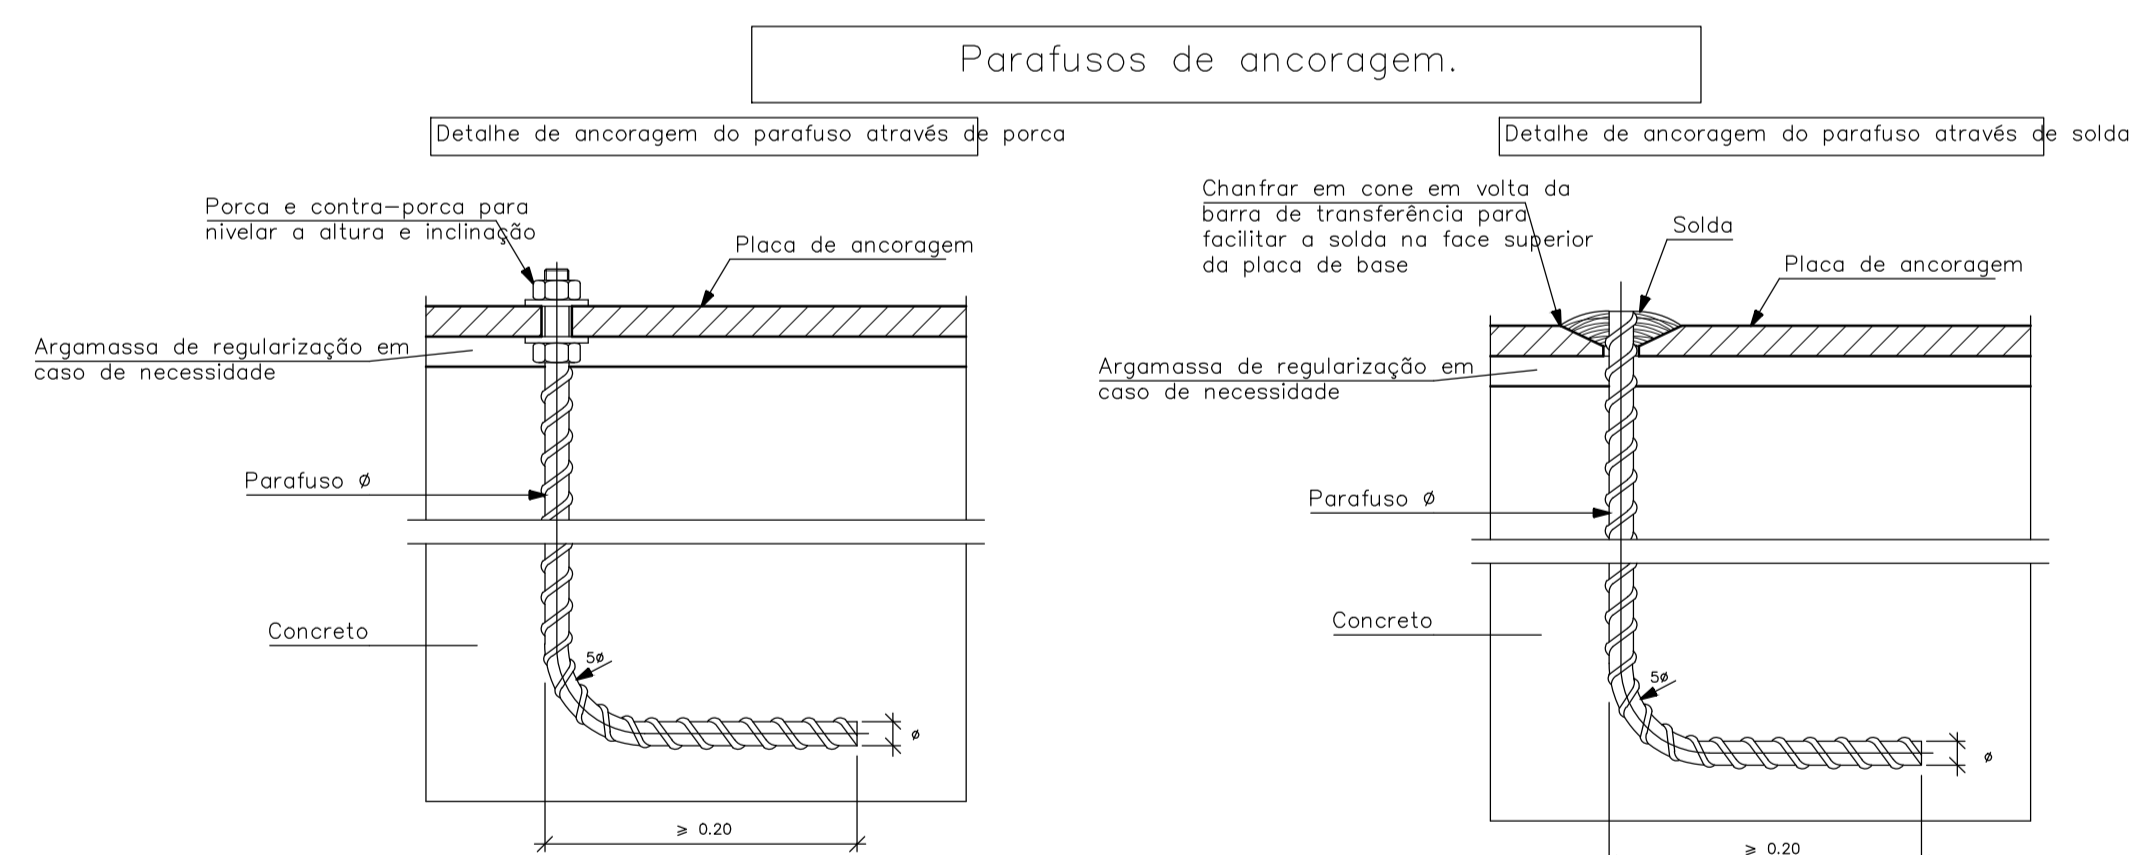 Parafusos de ancoragem.
Detalhe de ancoragem do parafuso através de porca
Porca e contra-porca para
nivelar a altura e inclinação
Placa de ancoragem
Argamassa de regularização em
caso de necessidade
Parafuso ø
Concreto
5ø
ø
≥ 0.20
Detalhe de ancoragem do parafuso através de solda
Chanfrar em cone em volta da
barra de transferência para
facilitar a solda na face superior
da placa de base
Solda
Placa de ancoragem
Argamassa de regularização em
caso de necessidade
Parafuso ø
Concreto
5ø
ø
≥ 0.20